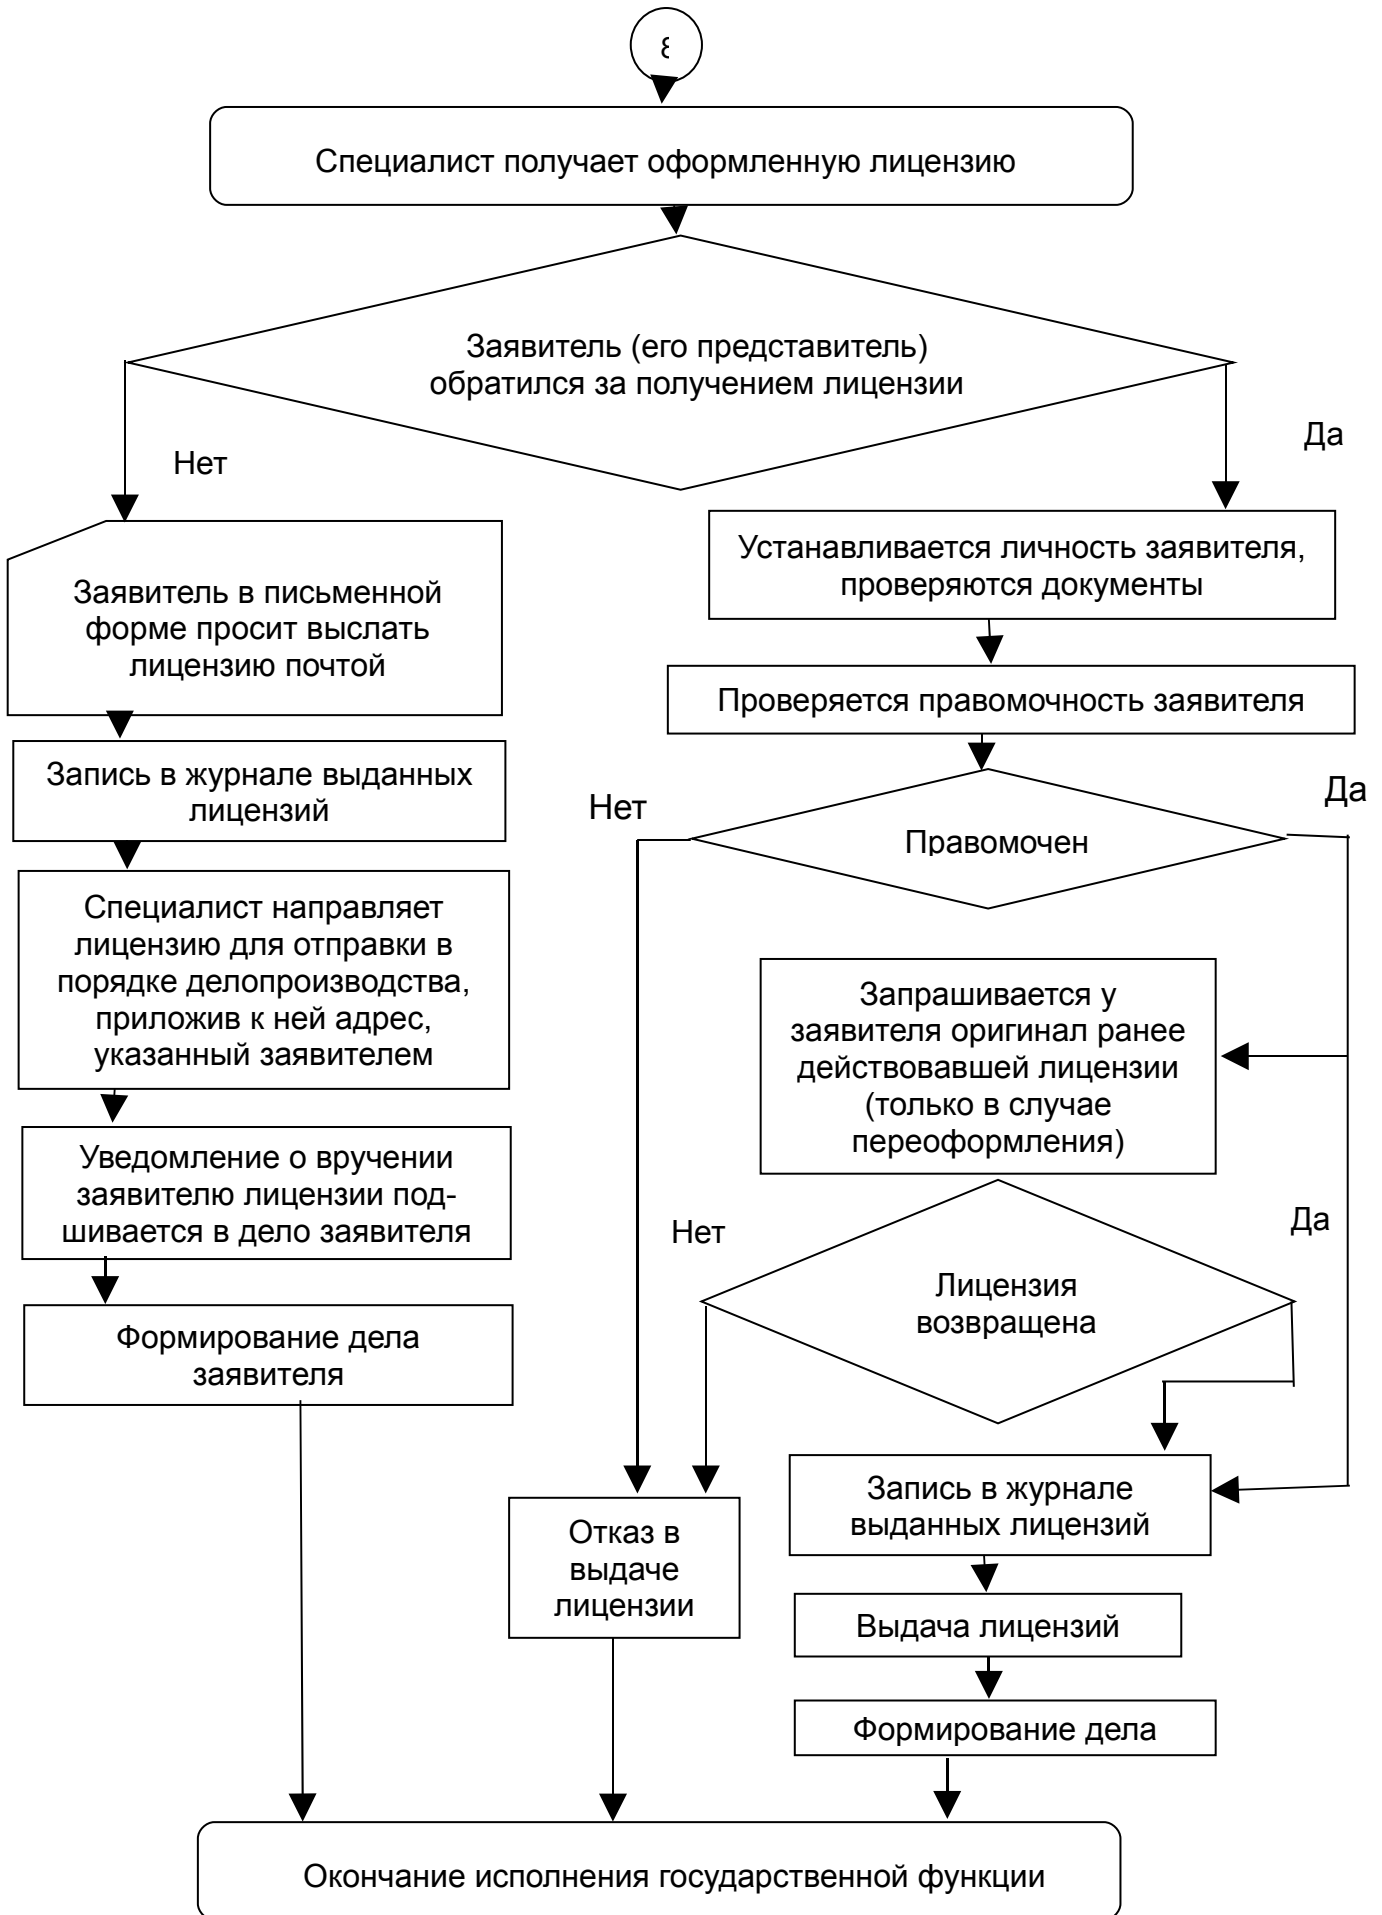 8
Специалист получает оформленную лицензию
Заявитель (его представитель)
обратился за получением лицензии
Нет
Да
Заявитель в письменной
форме просит выслать
лицензию почтой
Запись в журнале выданных
лицензий
Специалист направляет
лицензию для отправки в
порядке делопроизводства,
приложив к ней адрес,
указанный заявителем
Уведомление о вручении
заявителю лицензии под-
шивается в дело заявителя
Формирование дела
заявителя
Устанавливается личность заявителя,
проверяются документы
Проверяется правомочность заявителя
Нет
Да
Правомочен
Запрашивается у
заявителя оригинал ранее
действовавшей лицензии
(только в случае
переоформления)
Нет
Да
Лицензия
возвращена
Отказ в
выдаче
лицензии
Запись в журнале
выданных лицензий
Выдача лицензий
Формирование дела
Окончание исполнения государственной функции